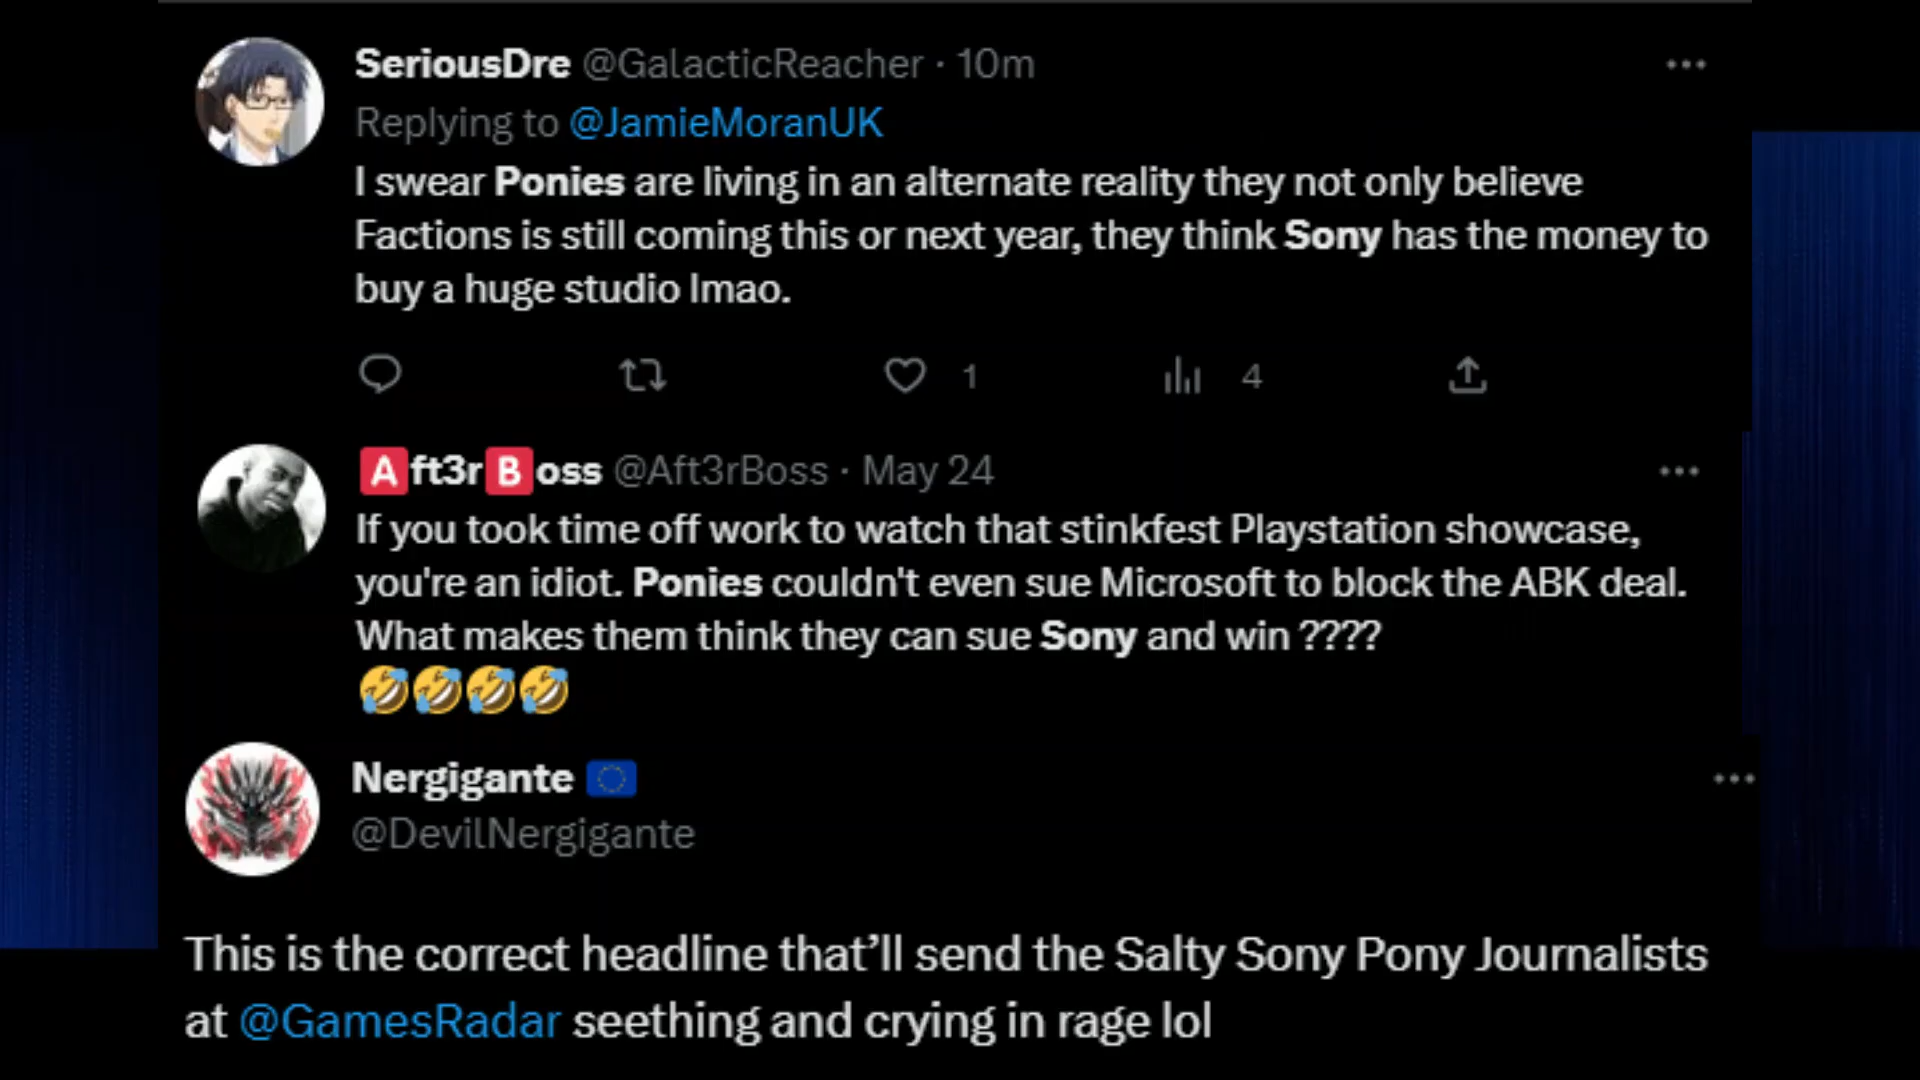 SeriousDre @GalacticReacher · 10m
Replying to @JamieMoranUK
I swear Ponies are living in an alternate reality they not only believe
Factions is still coming this or next year, they think Sony has the money to
buy a huge studio lmao.
1 4
Aft3rBoss @Aft3rBoss · May 24
If you took time off work to watch that stinkfest Playstation showcase,
you're an idiot. Ponies couldn't even sue Microsoft to block the ABK deal.
What makes them think they can sue Sony and win ????
🤣🤣🤣🤣
Nergigante 🇪🇺
@DevilNergigante
This is the correct headline that’ll send the Salty Sony Pony Journalists
at @GamesRadar seething and crying in rage lol